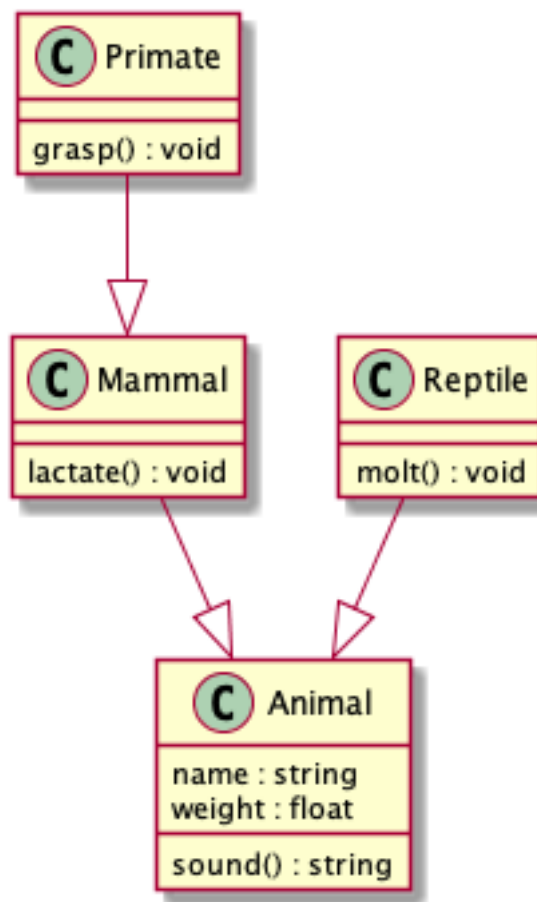 C Primate
grasp() : void
C Mammal
lactate() : void
C Reptile
molt() : void
C Animal
name : string
weight : float
sound() : string